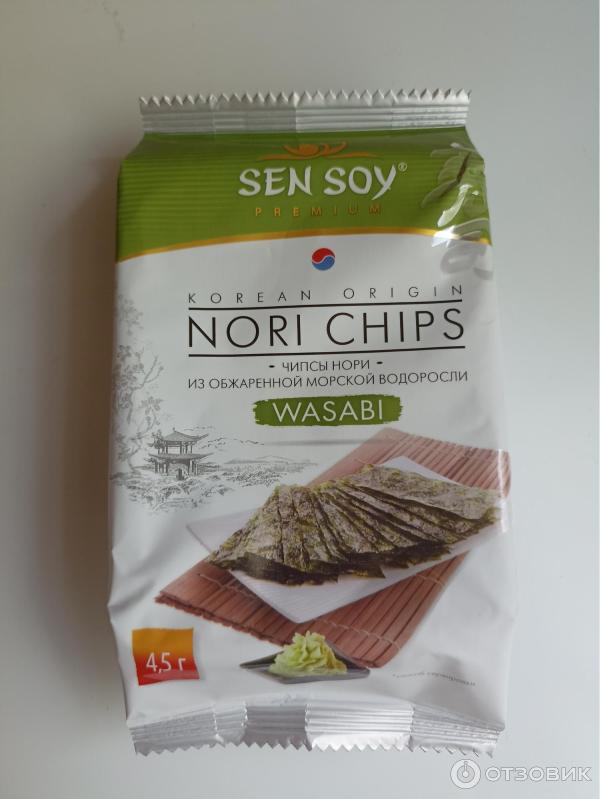 SEN SOY®
PREMIUM
KOREAN ORIGIN
NORI CHIPS
- ЧИПСЫ НОРИ -
ИЗ ОБЖАРЕННОЙ МОРСКОЙ ВОДОРОСЛИ
WASABI
4,5 г
ОТЗОВИК